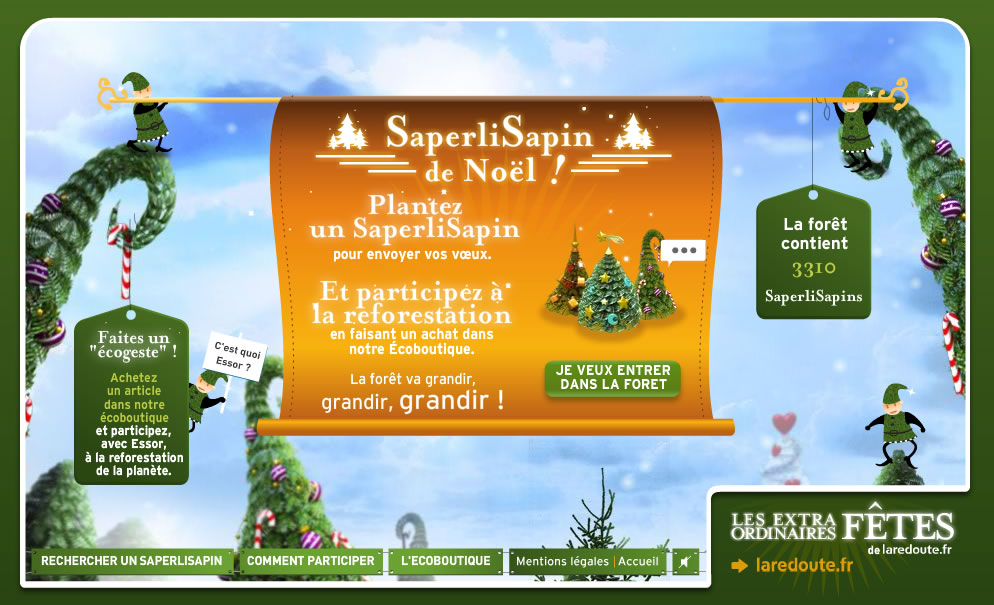 SaperliSapin
de Noël !
Plantez
un SaperliSapin
pour envoyer vos vœux.
Et participez à
la reforestation
en faisant un achat dans
notre Écoboutique.
La forêt va grandir,
grandir, grandir !
JE VEUX ENTRER
DANS LA FORET
La forêt
contient
3310
SaperliSapins
Faites un
"écogeste" !
Achetez
un article
dans notre
écoboutique
et participez,
avec Essor,
à la reforestation
de la planète.
C'est quoi
Essor ?
LES EXTRA
ORDINAIRES FÊTES
de laredoute.fr
laredoute.fr
RECHERCHER UN SAPERLISAPIN
COMMENT PARTICIPER
L'ECOBOUTIQUE
Mentions légales | Accueil